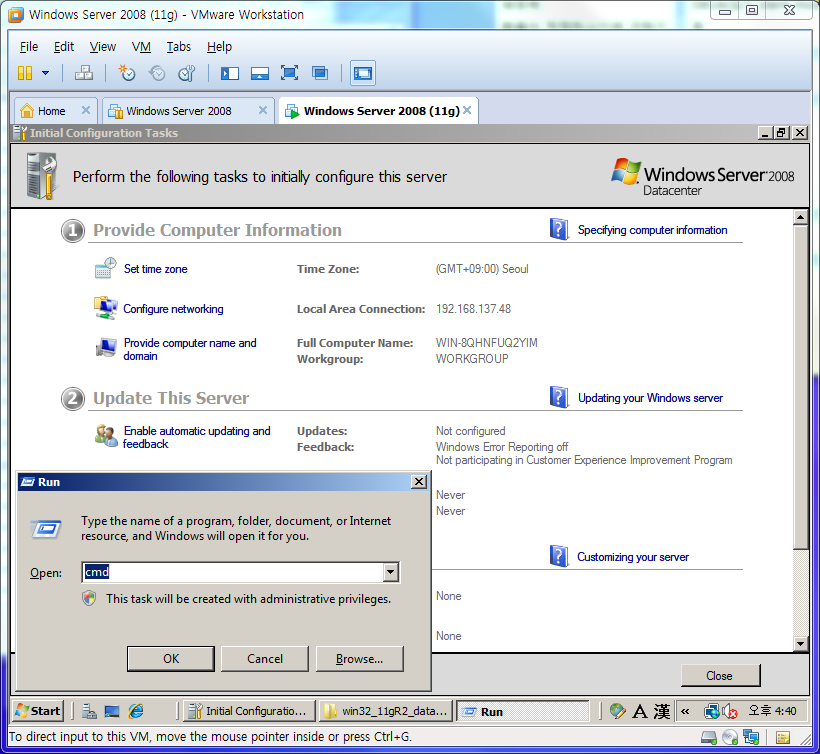 Windows Server 2008 (11g) - VMware Workstation
File Edit View VM Tabs Help
Home Windows Server 2008 Windows Server 2008 (11g)
Initial Configuration Tasks
Perform the following tasks to initially configure this server
Windows Server 2008
Datacenter
1 Provide Computer Information Specifying computer information
Set time zone Time Zone: (GMT+09:00) Seoul
Configure networking Local Area Connection: 192.168.137.48
Provide computer name and Full Computer Name: WIN-8QHNFUQ2YIM
domain Workgroup: WORKGROUP
2 Update This Server Updating your Windows server
Enable automatic updating and Updates: Not configured
feedback Feedback: Windows Error Reporting off
Not participating in Customer Experience Improvement Program
Run
Never
Type the name of a program, folder, document, or Internet Never
resource, and Windows will open it for you.
Customizing your server
Open: cmd
None
This task will be created with administrative privileges.
None
OK Cancel Browse...
Close
Start Initial Configuratio... win32_11gR2_data... Run A 漢 « 오후 4:40
To direct input to this VM, move the mouse pointer inside or press Ctrl+G.